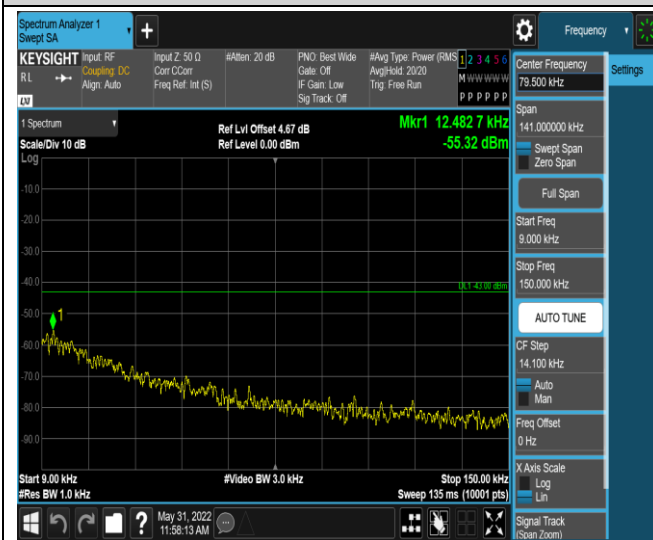 Spectrum Analyzer 1
Swept SA
+
Frequency
KEYSIGHT
RL
LXI
Input: RF
Coupling: DC
Align: Auto
Input Z: 50 Ω
Corr CCorr
Freq Ref: Int (S)
#Atten: 20 dB
PNO: Best Wide
Gate: Off
IF Gain: Low
Sig Track: Off
#Avg Type: Power (RMS
Avg|Hold: 20/20
Trig: Free Run
1 2 3 4 5 6
M W W W W W
P P P P P P
Settings
Center Frequency
79.500 kHz
Span
141.000000 kHz
Swept Span
Zero Span
Full Span
Start Freq
9.000 kHz
Stop Freq
150.000 kHz
AUTO TUNE
CF Step
14.100 kHz
Auto
Man
Freq Offset
0 Hz
X Axis Scale
Log
Lin
Signal Track
(Span Zoom)
1 Spectrum
Scale/Div 10 dB
Log
Ref Lvl Offset 4.67 dB
Ref Level 0.00 dBm
Mkr1 12.482 7 kHz
-55.32 dBm
-10.0
-20.0
-30.0
-40.0
DL1 -43.00 dBm
-50.0
1
-60.0
-70.0
-80.0
-90.0
Start 9.00 kHz
#Res BW 1.0 kHz
#Video BW 3.0 kHz
Stop 150.00 kHz
Sweep 135 ms (10001 pts)
?
May 31, 2022
11:58:13 AM